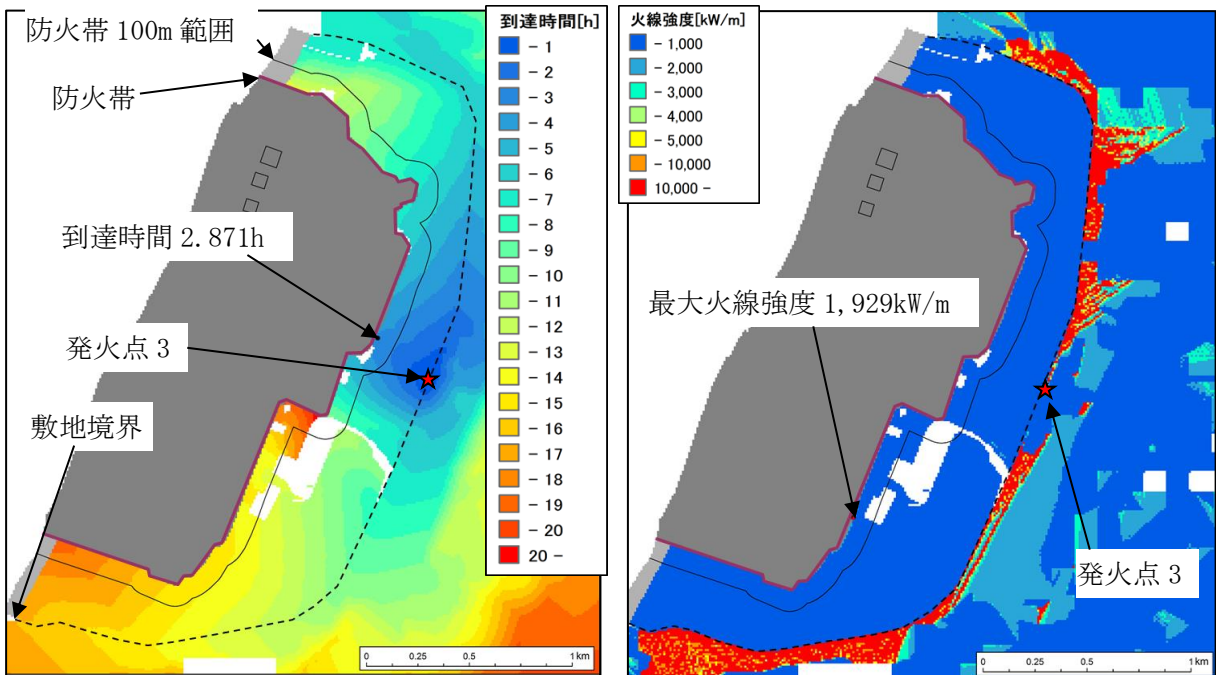 防火帯 100m 範囲
防火帯
到達時間 2.871h
発火点 3
敷地境界
到達時間[h]
- 1
- 2
- 3
- 4
- 5
- 6
- 7
- 8
- 9
- 10
- 11
- 12
- 13
- 14
- 15
- 16
- 17
- 18
- 19
- 20
20 -
0 0.25 0.5 1 km
火線強度[kW/m]
- 1,000
- 2,000
- 3,000
- 4,000
- 5,000
- 10,000
10,000 -
最大火線強度 1,929kW/m
発火点 3
0 0.25 0.5 1 km